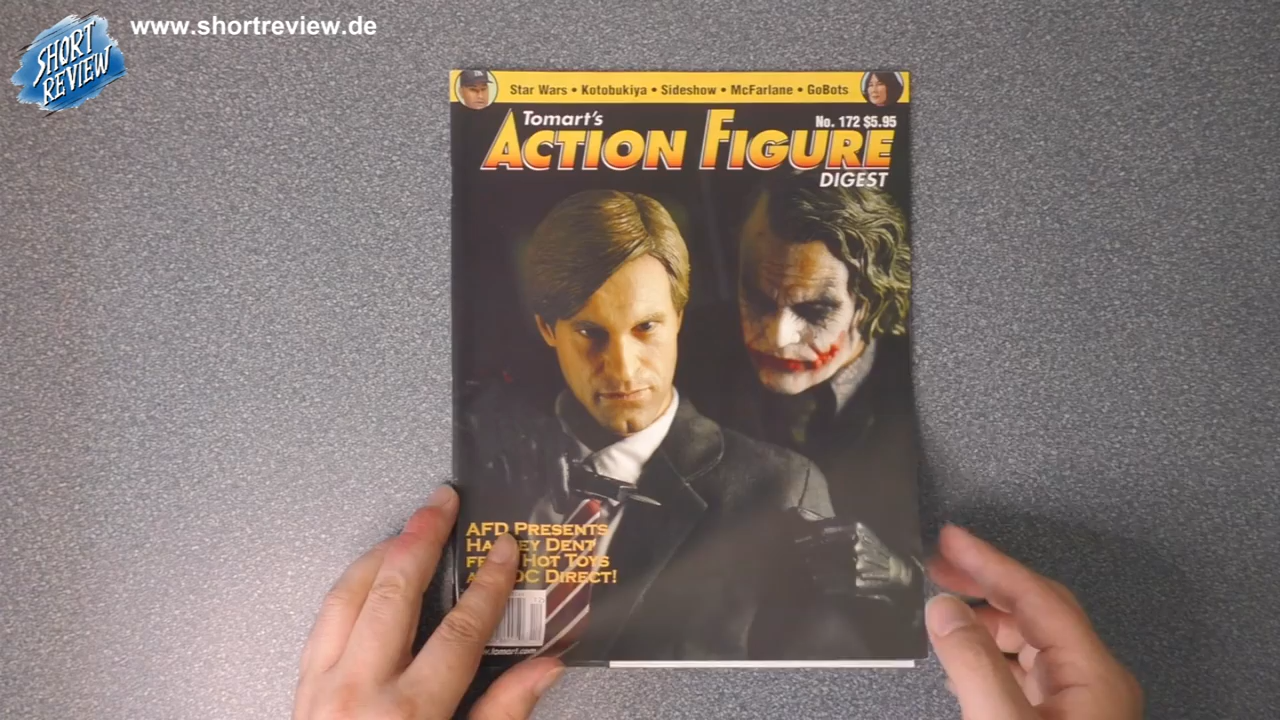 www.shortreview.de
SHORT
REVIEW
Star Wars • Kotobukiya • Sideshow • McFarlane • GoBots
Tomart's
No. 172 $5.95
ACTION FIGURE
DIGEST
AFD PRESENTS
DENT
HOT TOYS
DC DIRECT!